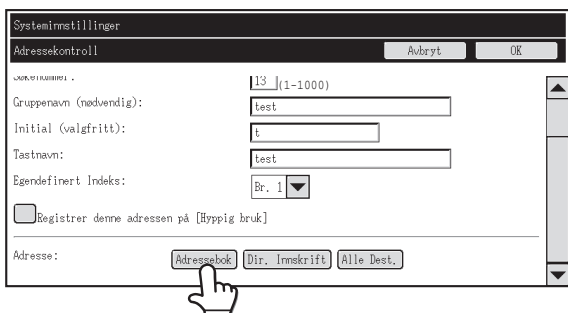 Systeminnstillinger
Adressekontroll Avbryt OK
Søkenummer: 13 (1-1000)
Gruppenavn (nødvendig): test
Initial (valgfritt): t
Tastnavn: test
Egendefinert Indeks: Br. 1
Registrer denne adressen på [Hyppig bruk]
Adresse: Adressebok Dir. Innskrift Alle Dest.